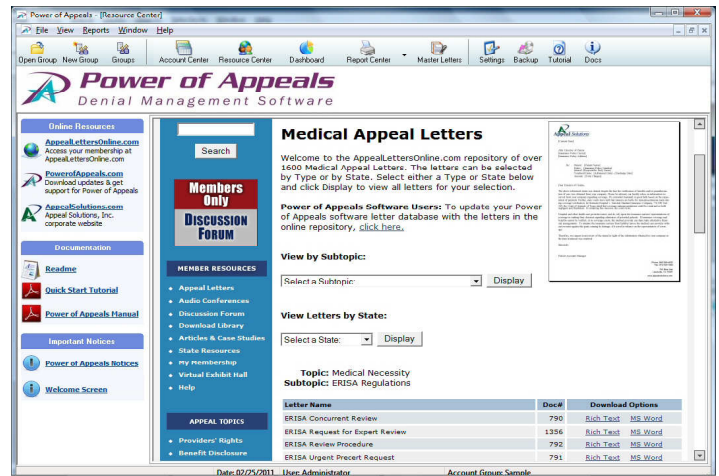 Power of Appeals - [Resource Center]
File View Reports Window Help
Open Group New Group Groups Account Center Resource Center Dashboard Report Center Master Letters Settings Backup Tutorial Docs
Power of Appeals
Denial Management Software
Online Resources
AppealLettersOnline.com
Access your membership at
AppealLettersOnline.com
PowerofAppeals.com
Download updates & get
support for Power of Appeals
AppealSolutions.com
Appeal Solutions, Inc.
corporate website
Documentation
Readme
Quick Start Tutorial
Power of Appeals Manual
Important Notices
Power of Appeals Notices
Welcome Screen
Search
Members
Only
Discussion
Forum
MEMBER RESOURCES
Appeal Letters
Audio Conferences
Discussion Forum
Download Library
Articles & Case Studies
State Resources
My Membership
Virtual Exhibit Hall
Help
APPEAL TOPICS
Providers' Rights
Benefit Disclosure
Medical Appeal Letters
Welcome to the AppealLettersOnline.com repository of over
1600 Medical Appeal Letter. The letters can be selected
by Type or by State. Select either a Type or State below
and click Display to view all letters for your selection.
Power of Appeals Software Users: To update your Power
of Appeals software letter database with the letters in the
online repository, click here.
View by Subtopic:
Select a Subtopic: Display
View Letters by State:
Select a State: Display
Topic: Medical Necessity
Subtopic: ERISA Regulations
Letter Name Doc# Download Options
ERISA Concurrent Review 790 Rich Text MS Word
ERISA Request for Expert Review 1356 Rich Text MS Word
ERISA Review Procedure 792 Rich Text MS Word
ERISA Urgent Precert Request 791 Rich Text MS Word
Appeal Solutions
Date: 02/25/2011 User: Administrator Account Group: Sample